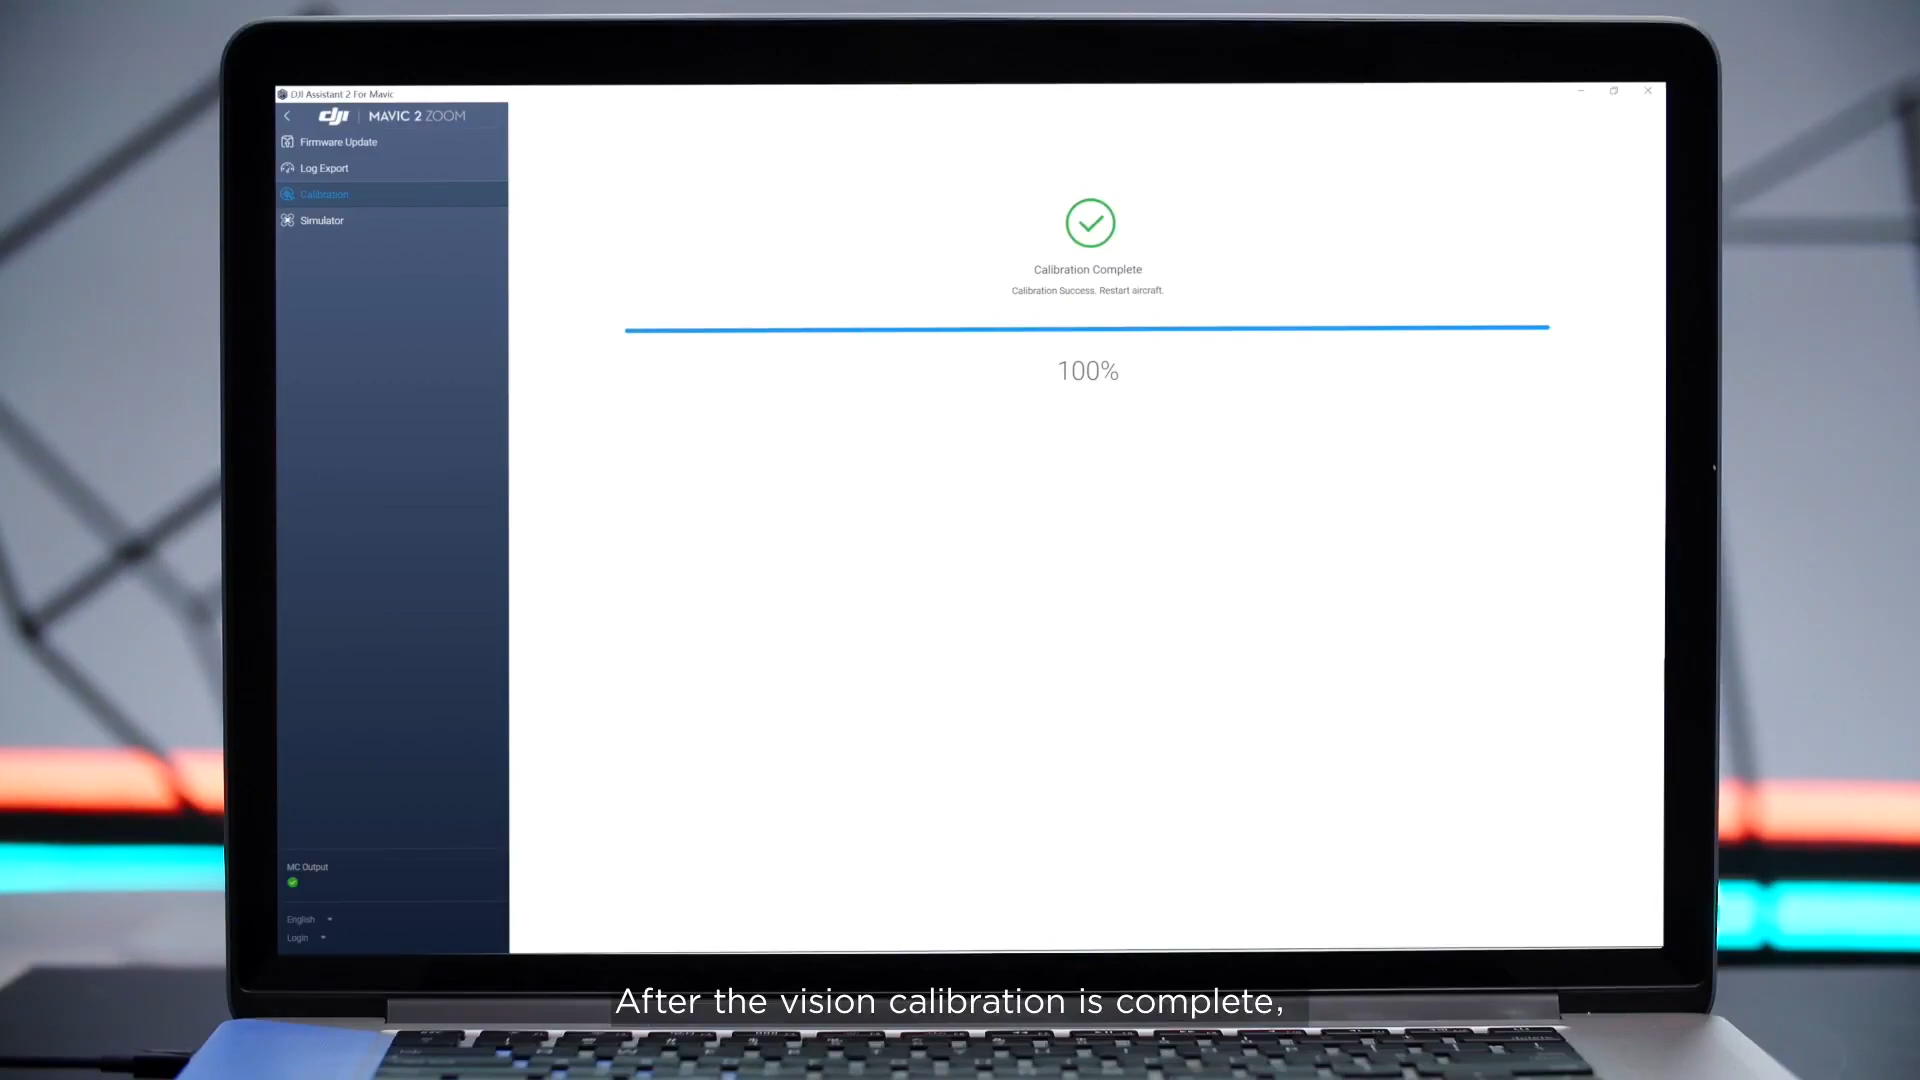 DJI Assistant 2 For Mavic
dji | MAVIC 2 ZOOM
Firmware Update
Log Export
Calibration
Simulator
Calibration Complete
Calibration Success. Restart aircraft.
100%
MC Output
English
Login
After the vision calibration is complete,